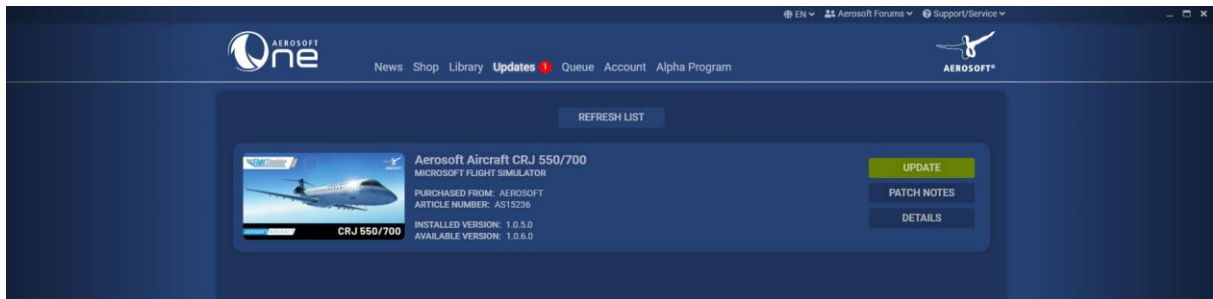 EN Aerosoft Forums Support/Service
AEROSOFT
One
News Shop Library Updates 1 Queue Account Alpha Program
AEROSOFT®
REFRESH LIST
Aerosoft Aircraft CRJ 550/700
MICROSOFT FLIGHT SIMULATOR
PURCHASED FROM: AEROSOFT
ARTICLE NUMBER: AS15236
INSTALLED VERSION: 1.0.5.0
AVAILABLE VERSION: 1.0.6.0
CRJ 550/700
UPDATE
PATCH NOTES
DETAILS